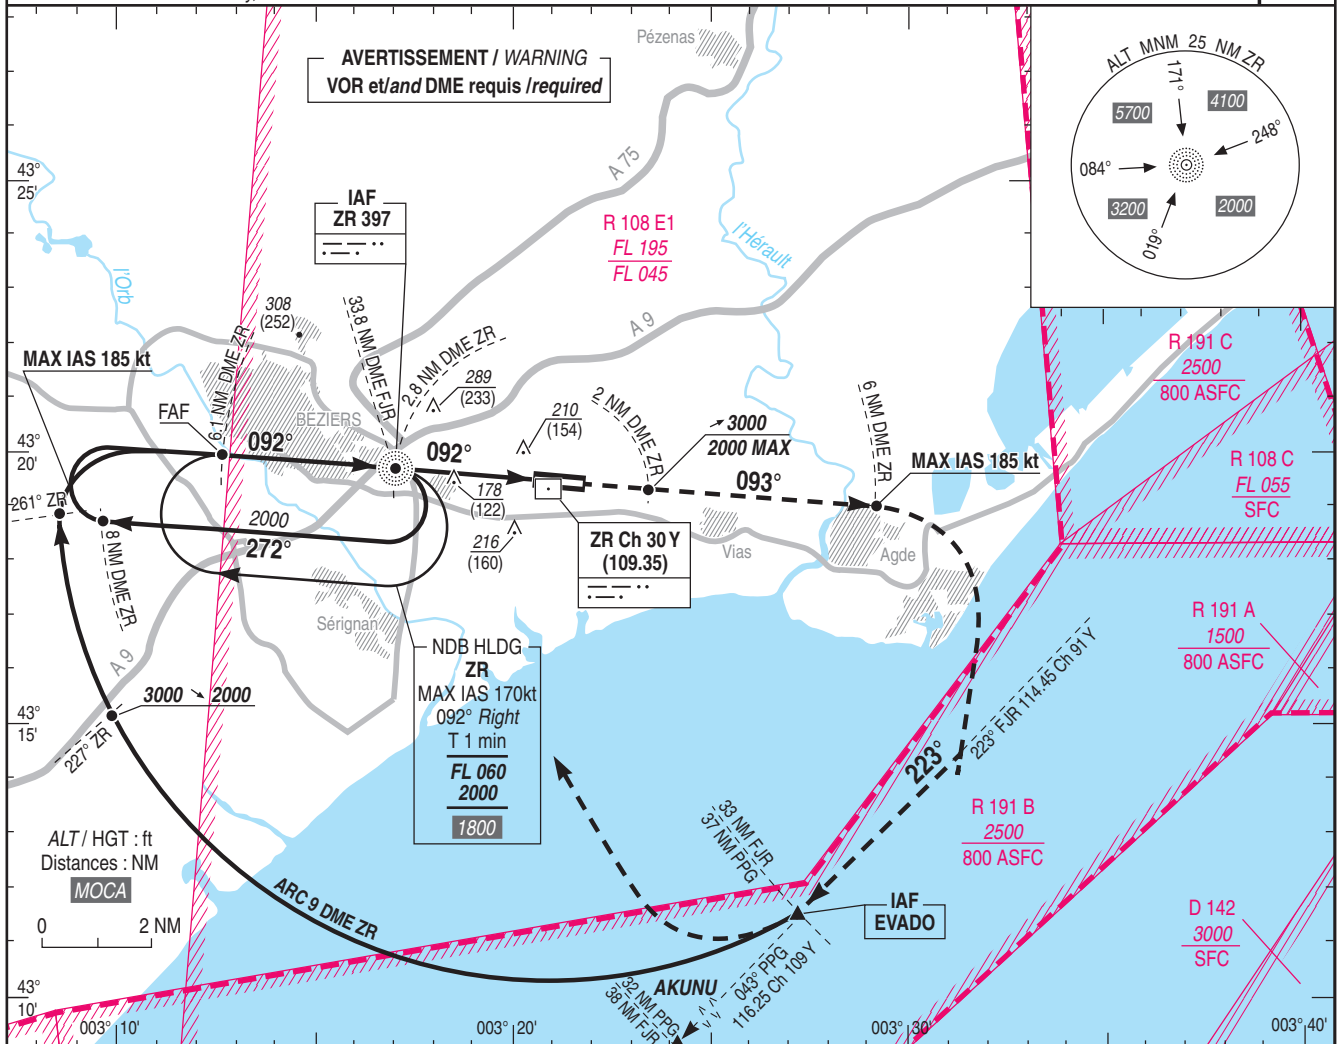 AVERTISSEMENT / WARNING
VOR et/and DME requis /required
Pézenas
ALT MNM 25 NM ZR
171°
5700
4100
248°
084°
3200
2000
019°
43°
25'
A 75
IAF
ZR 397
R 108 E1
FL 195
FL 045
l'Hérault
l'Orb
308
(252)
33.8 NM DME FJR
2.8 NM DME ZR
A 9
R 191 C
2500
800 ASFC
MAX IAS 185 kt
6.1 NM DME ZR
289
(233)
FAF
BEZIERS
210
(154)
2 NM DME ZR
3000
2000 MAX
6 NM DME ZR
43°
20'
092°
092°
MAX IAS 185 kt
R 108 C
FL 055
SFC
093°
178
(122)
261° ZR
2000
272°
8 NM DME ZR
216
(160)
ZR Ch 30 Y
(109.35)
Vias
Agde
Sérignan
R 191 A
1500
800 ASFC
A 9
NDB HLDG
ZR
MAX IAS 170kt
092° Right
T 1 min
FL 060
2000
1800
3000 2000
43°
15'
227° ZR
223° FJR 114.45 Ch 91 Y
223°
R 191 B
2500
800 ASFC
33 NM FJR
37 NM PPG
ALT / HGT : ft
Distances : NM
MOCA
0 2 NM
ARC 9 DME ZR
IAF
EVADO
D 142
3000
SFC
AKUNU
043° PPG
116.25 Ch 109 Y
32 NM PPG
38 NM FJR
43°
10'
003° 10'
003° 20'
003° 30'
003° 40'